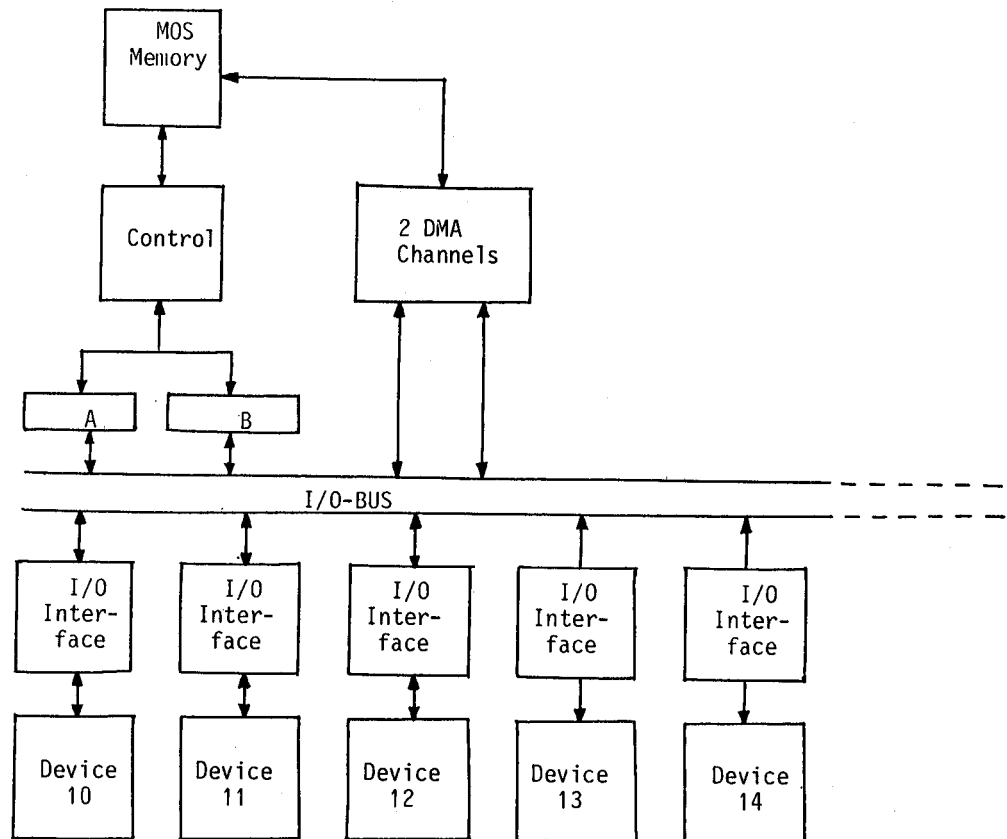 MOS
Memory
Control
2 DMA
Channels
A
B
I/O-BUS
I/O
Inter-
face
I/O
Inter-
face
I/O
Inter-
face
I/O
Inter-
face
I/O
Inter-
face
Device
10
Device
11
Device
12
Device
13
Device
14